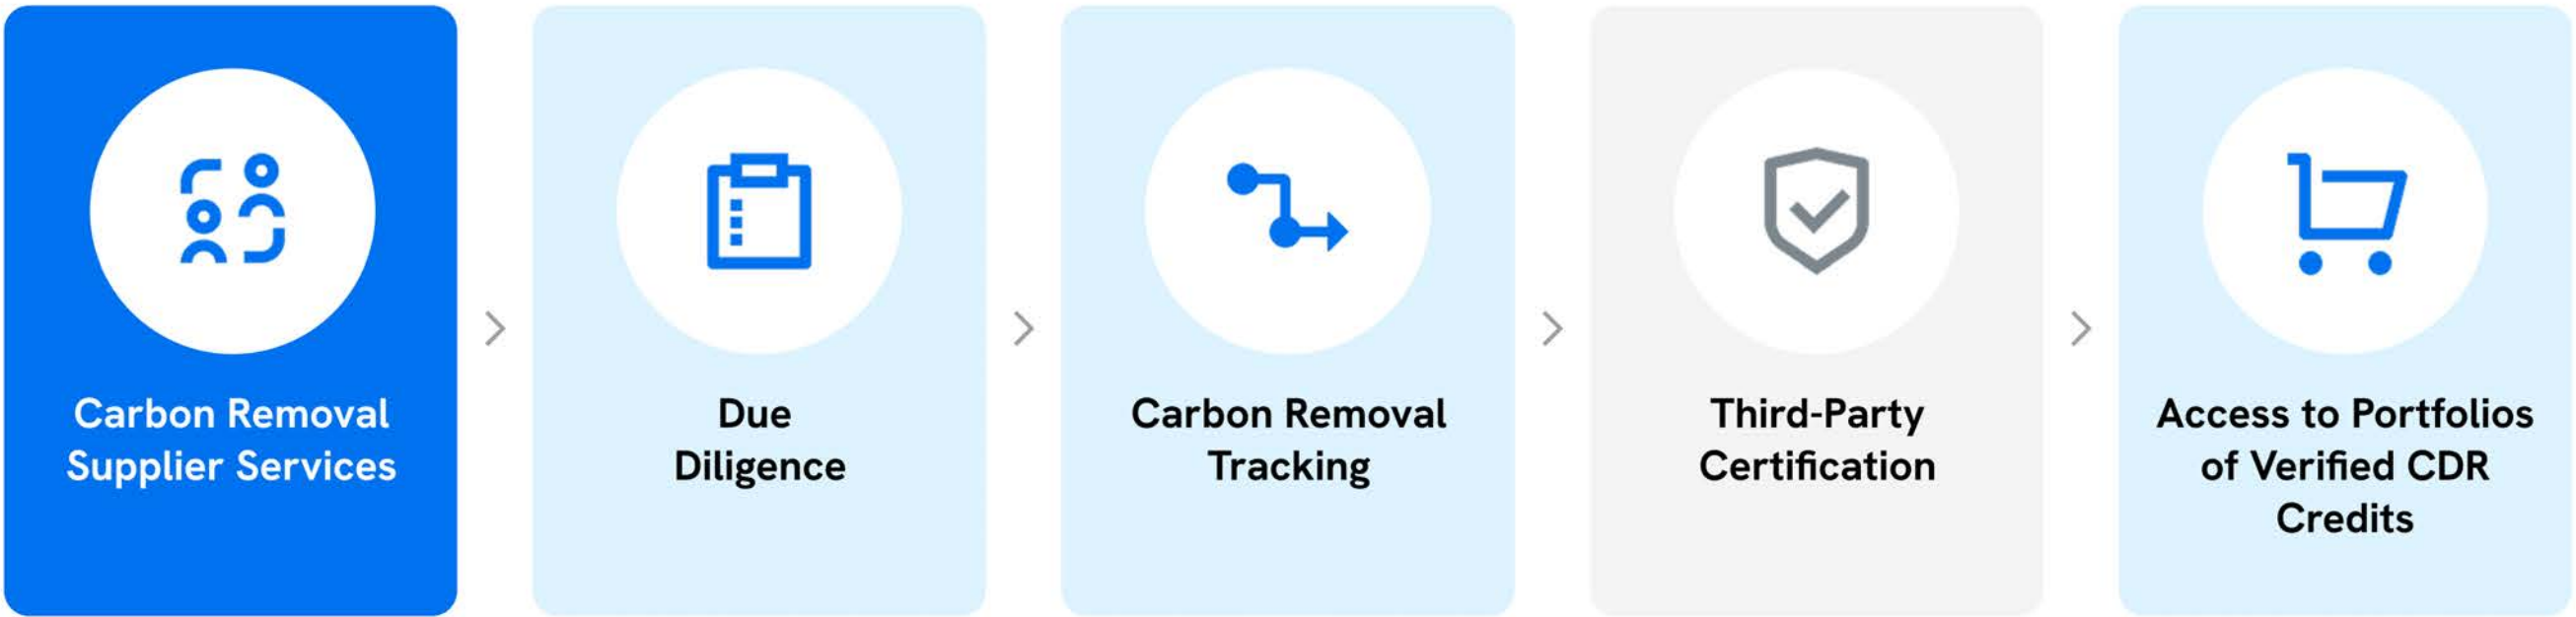 Carbon Removal
Supplier Services
Due
Diligence
Carbon Removal
Tracking
Third-Party
Certification
Access to Portfolios
of Verified CDR
Credits